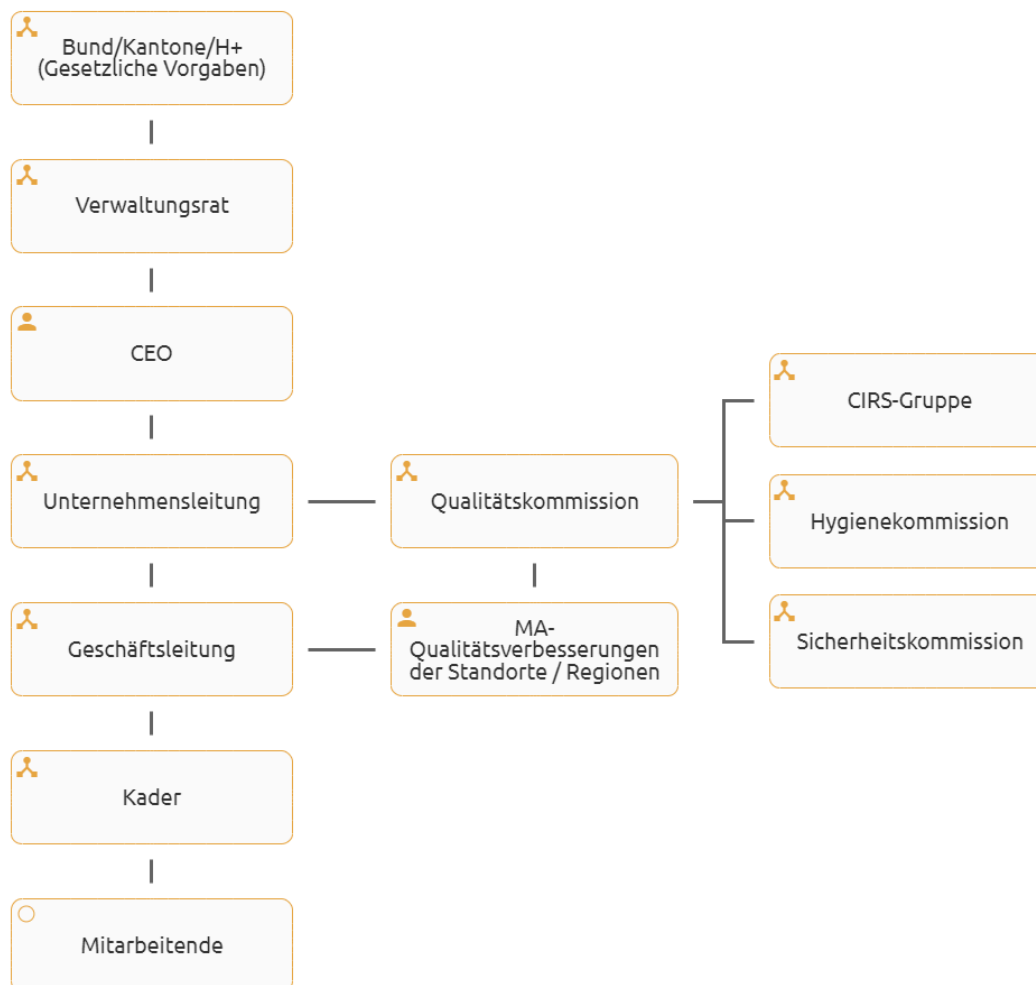 Bund/Kantone/H+
(Gesetzliche Vorgaben)
Verwaltungsrat
CEO
Unternehmensleitung
Qualitätskommission
CIRS-Gruppe
Hygienekommission
Sicherheitskommission
Geschäftsleitung
MA-
Qualitätsverbesserungen
der Standorte / Regionen
Kader
Mitarbeitende